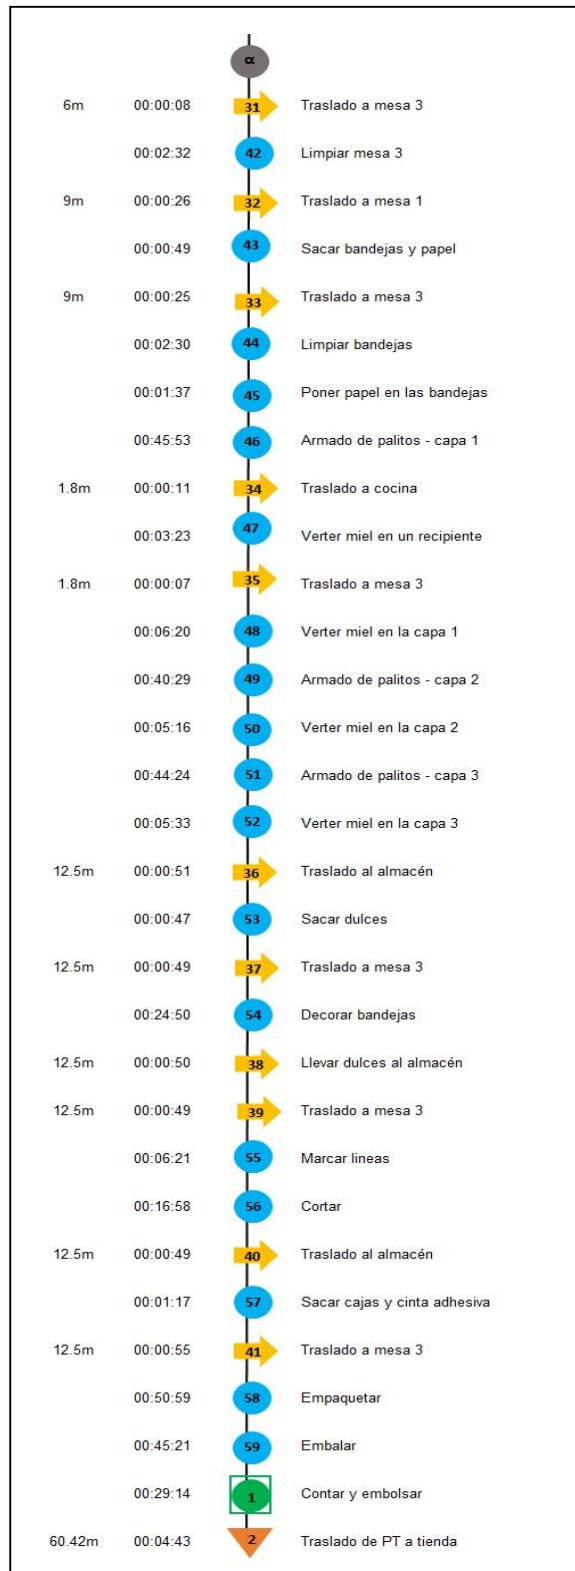 α
6m 00:00:08 31 Traslado a mesa 3
00:02:32 42 Limpiar mesa 3
9m 00:00:26 32 Traslado a mesa 1
00:00:49 43 Sacar bandejas y papel
9m 00:00:25 33 Traslado a mesa 3
00:02:30 44 Limpiar bandejas
00:01:37 45 Poner papel en las bandejas
00:45:53 46 Armado de palitos - capa 1
1.8m 00:00:11 34 Traslado a cocina
00:03:23 47 Verter miel en un recipiente
1.8m 00:00:07 35 Traslado a mesa 3
00:06:20 48 Verter miel en la capa 1
00:40:29 49 Armado de palitos - capa 2
00:05:16 50 Verter miel en la capa 2
00:44:24 51 Armado de palitos - capa 3
00:05:33 52 Verter miel en la capa 3
12.5m 00:00:51 36 Traslado al almacén
00:00:47 53 Sacar dulces
12.5m 00:00:49 37 Traslado a mesa 3
00:24:50 54 Decorar bandejas
12.5m 00:00:50 38 Llevar dulces al almacén
12.5m 00:00:49 39 Traslado a mesa 3
00:06:21 55 Marcar lineas
00:16:58 56 Cortar
12.5m 00:00:49 40 Traslado al almacén
00:01:17 57 Sacar cajas y cinta adhesiva
12.5m 00:00:55 41 Traslado a mesa 3
00:50:59 58 Empaquetar
00:45:21 59 Embalar
00:29:14 1 Contar y embolsar
60.42m 00:04:43 2 Traslado de PT a tienda